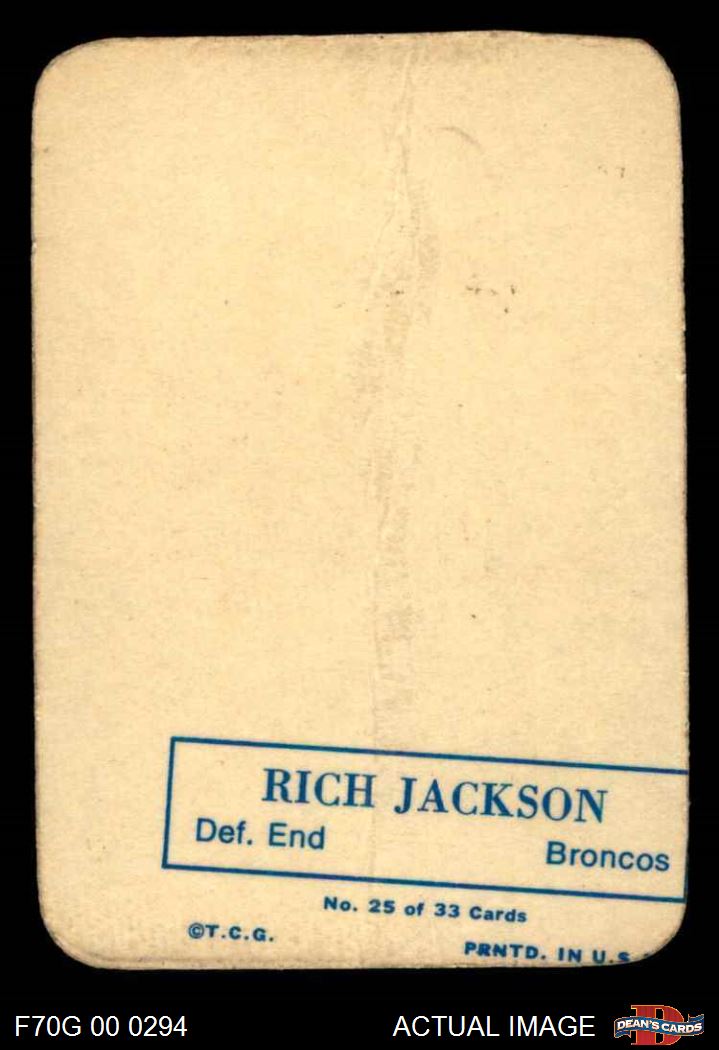 RICH JACKSON
Def. End
Broncos
No. 25 of 33 Cards
©T.C.G.
PRNTD. IN U.S.
F70G 00 0294
ACTUAL IMAGE
D
DEAN'S CARDS